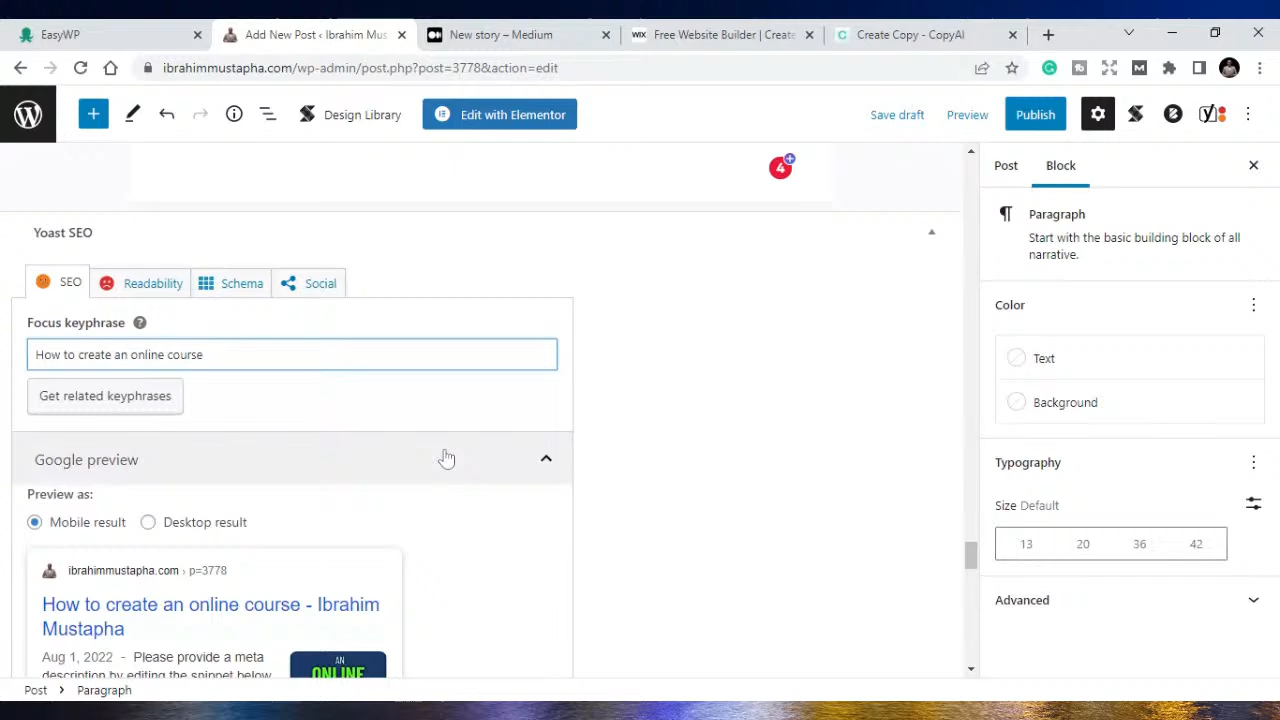 EasyWP
Add New Post ‹ Ibrahim Mus
New story – Medium
WIX
Free Website Builder | Create
C
Create Copy - CopyAI
ibrahimmustapha.com/wp-admin/post.php?post=3778&action=edit
Design Library
Edit with Elementor
Save draft
Preview
Publish
4
Post
Block
Paragraph
Start with the basic building block of all
narrative.
Color
Text
Background
Typography
Size Default
13 20 36 42
Advanced
Yoast SEO
SEO
Readability
Schema
Social
Focus keyphrase
How to create an online course
Get related keyphrases
Google preview
Preview as:
Mobile result
Desktop result
ibrahimmustapha.com › p=3778
How to create an online course - Ibrahim
Mustapha
Aug 1, 2022 - Please provide a meta
description by editing the snippet below
AN
ONLINE
Post
Paragraph